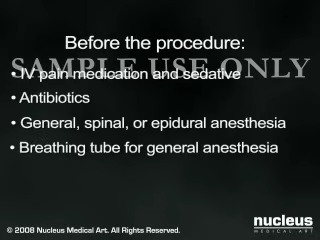 Before the procedure:
SAMPLE USE ONLY
• IV pain medication and sedative
• Antibiotics
• General, spinal, or epidural anesthesia
• Breathing tube for general anesthesia
nucleus
MEDICAL ART
© 2008 Nucleus Medical Art. All Rights Reserved.